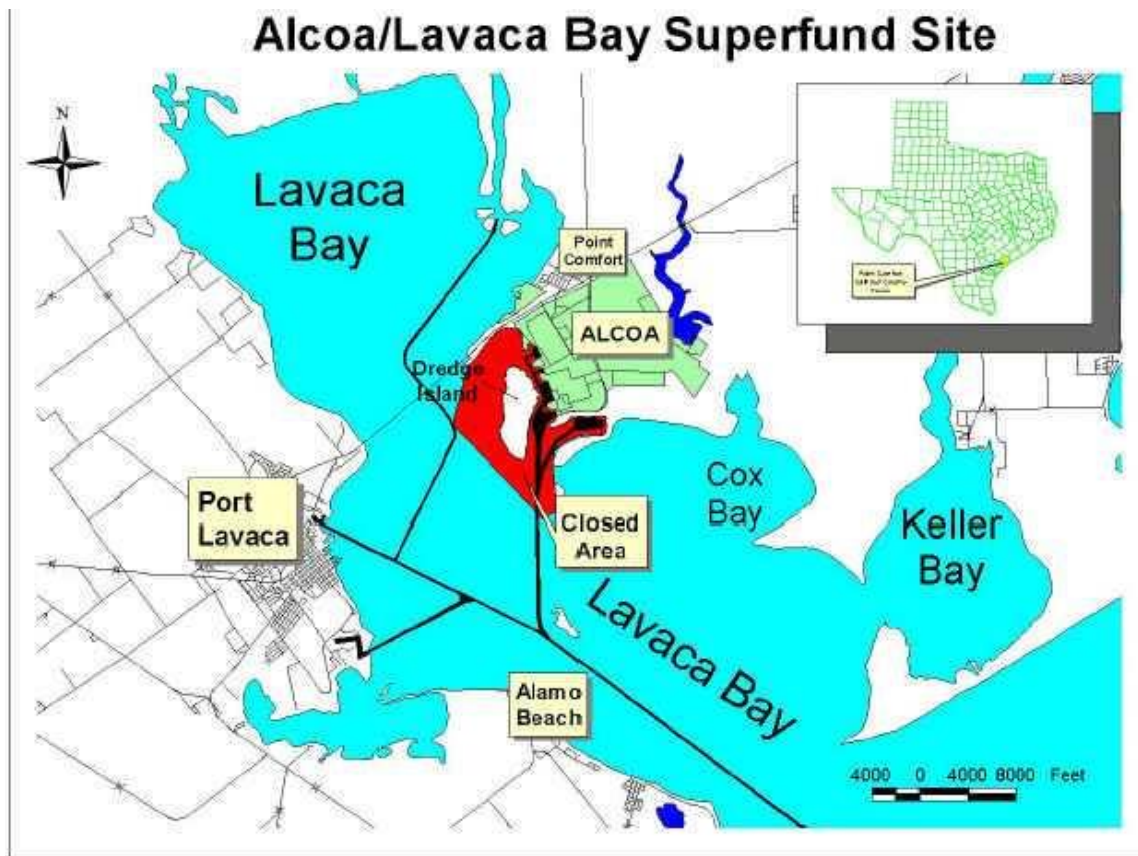 Alcoa/Lavaca Bay Superfund Site
N
Lavaca
Bay
Point
Comfort
ALCOA
Dredge
Island
Port
Lavaca
Closed
Area
Cox
Bay
Keller
Bay
Lavaca Bay
Alamo
Beach
4000 0 4000 8000 Feet